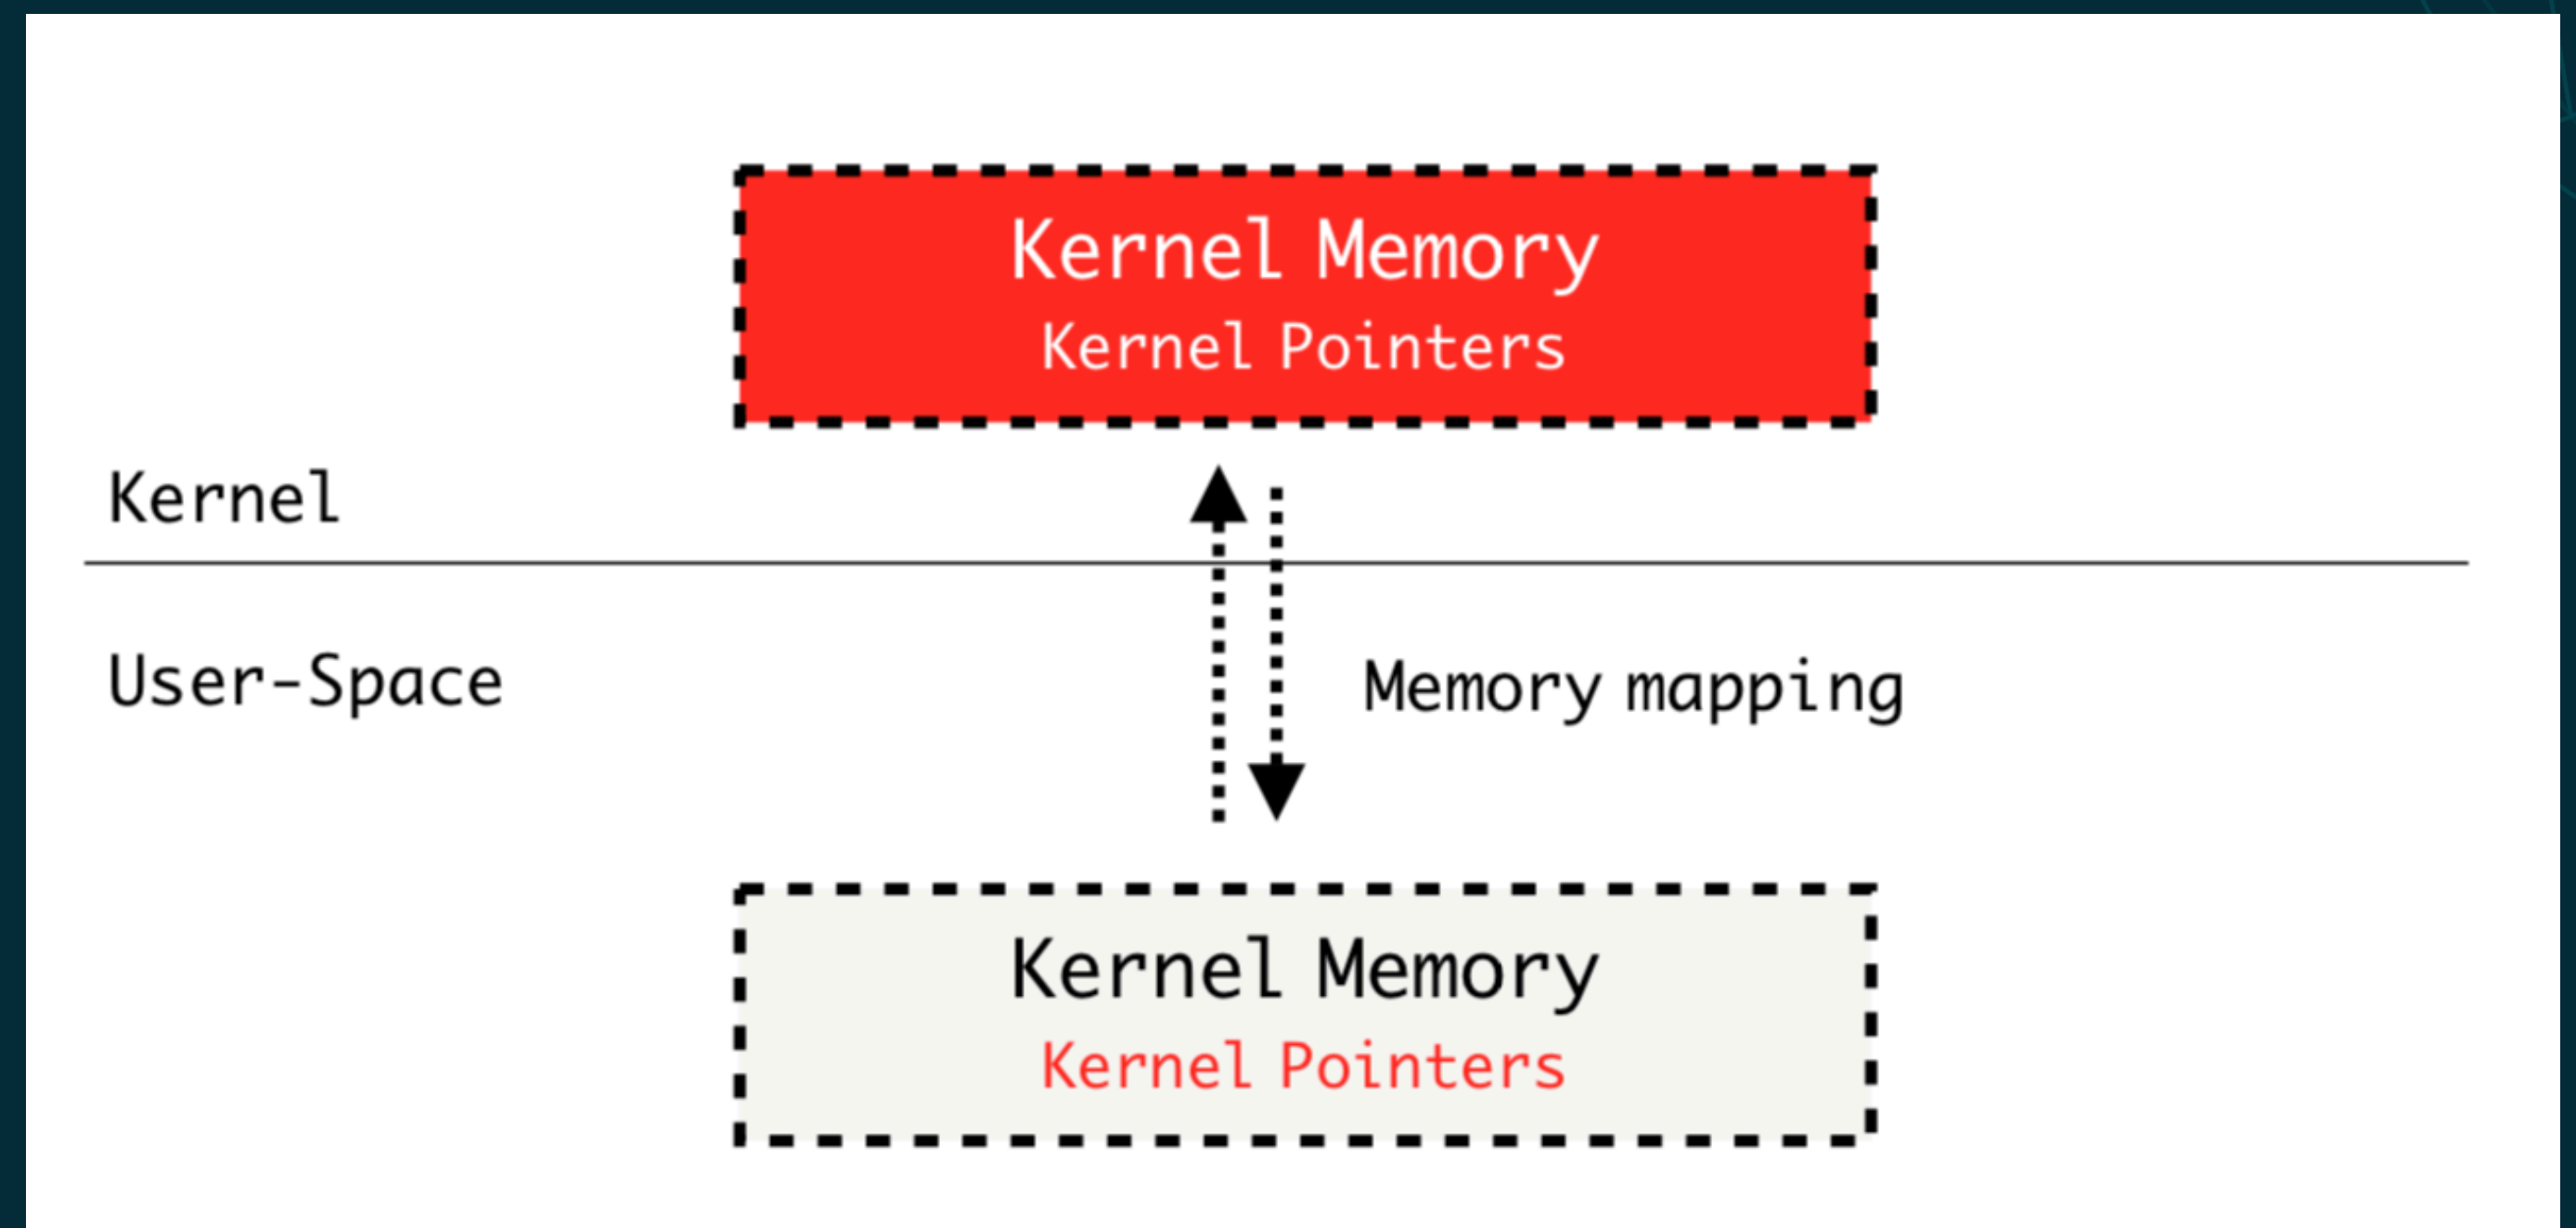 Kernel Memory
Kernel Pointers
Kernel
User-Space
Memory mapping
Kernel Memory
Kernel Pointers